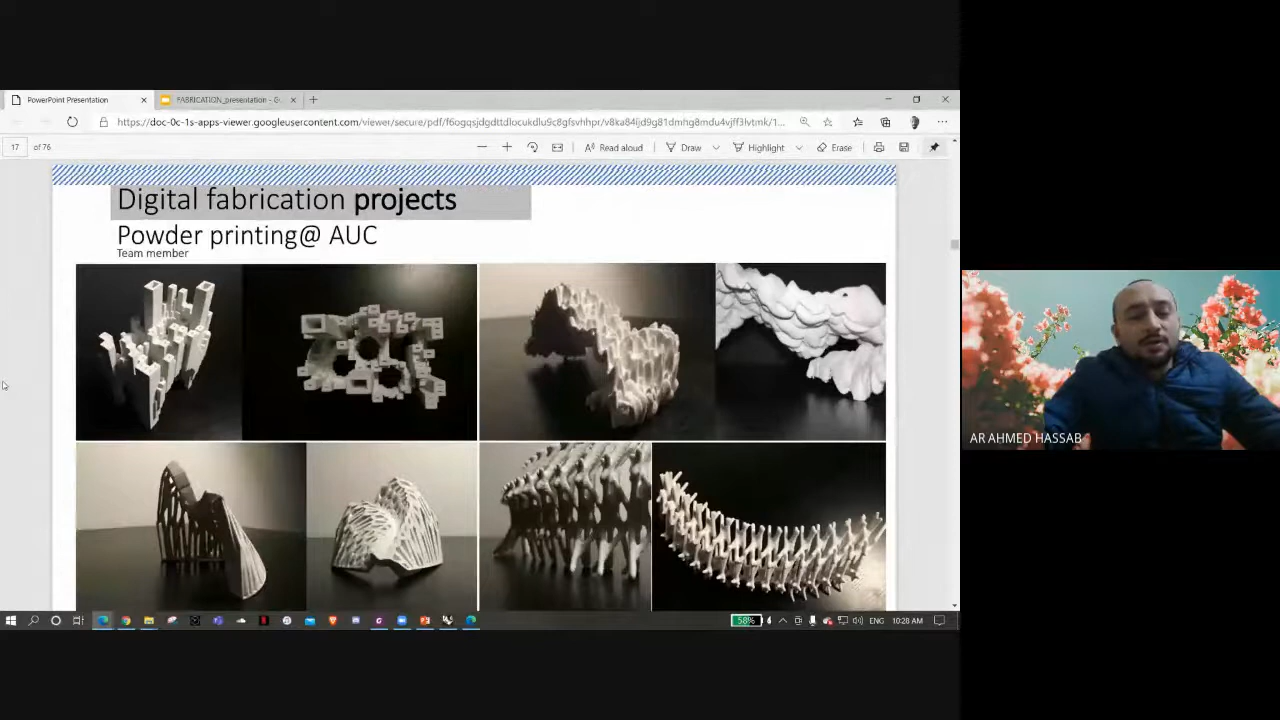 PowerPoint Presentation
FABRICATION_presentation - G
17 of 76
Read aloud
Draw
Highlight
Erase
Digital fabrication projects
Powder printing@ AUC
Team member
AR AHMED HASSAB
58%
ENG
10:28 AM